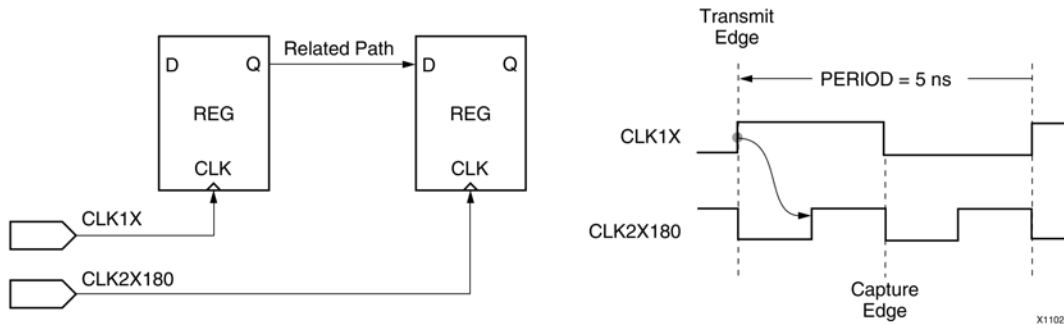 D
Q
REG
CLK
Related Path
D
Q
REG
CLK
CLK1X
CLK2X180
Transmit
Edge
PERIOD = 5 ns
CLK1X
CLK2X180
Capture
Edge
X1102